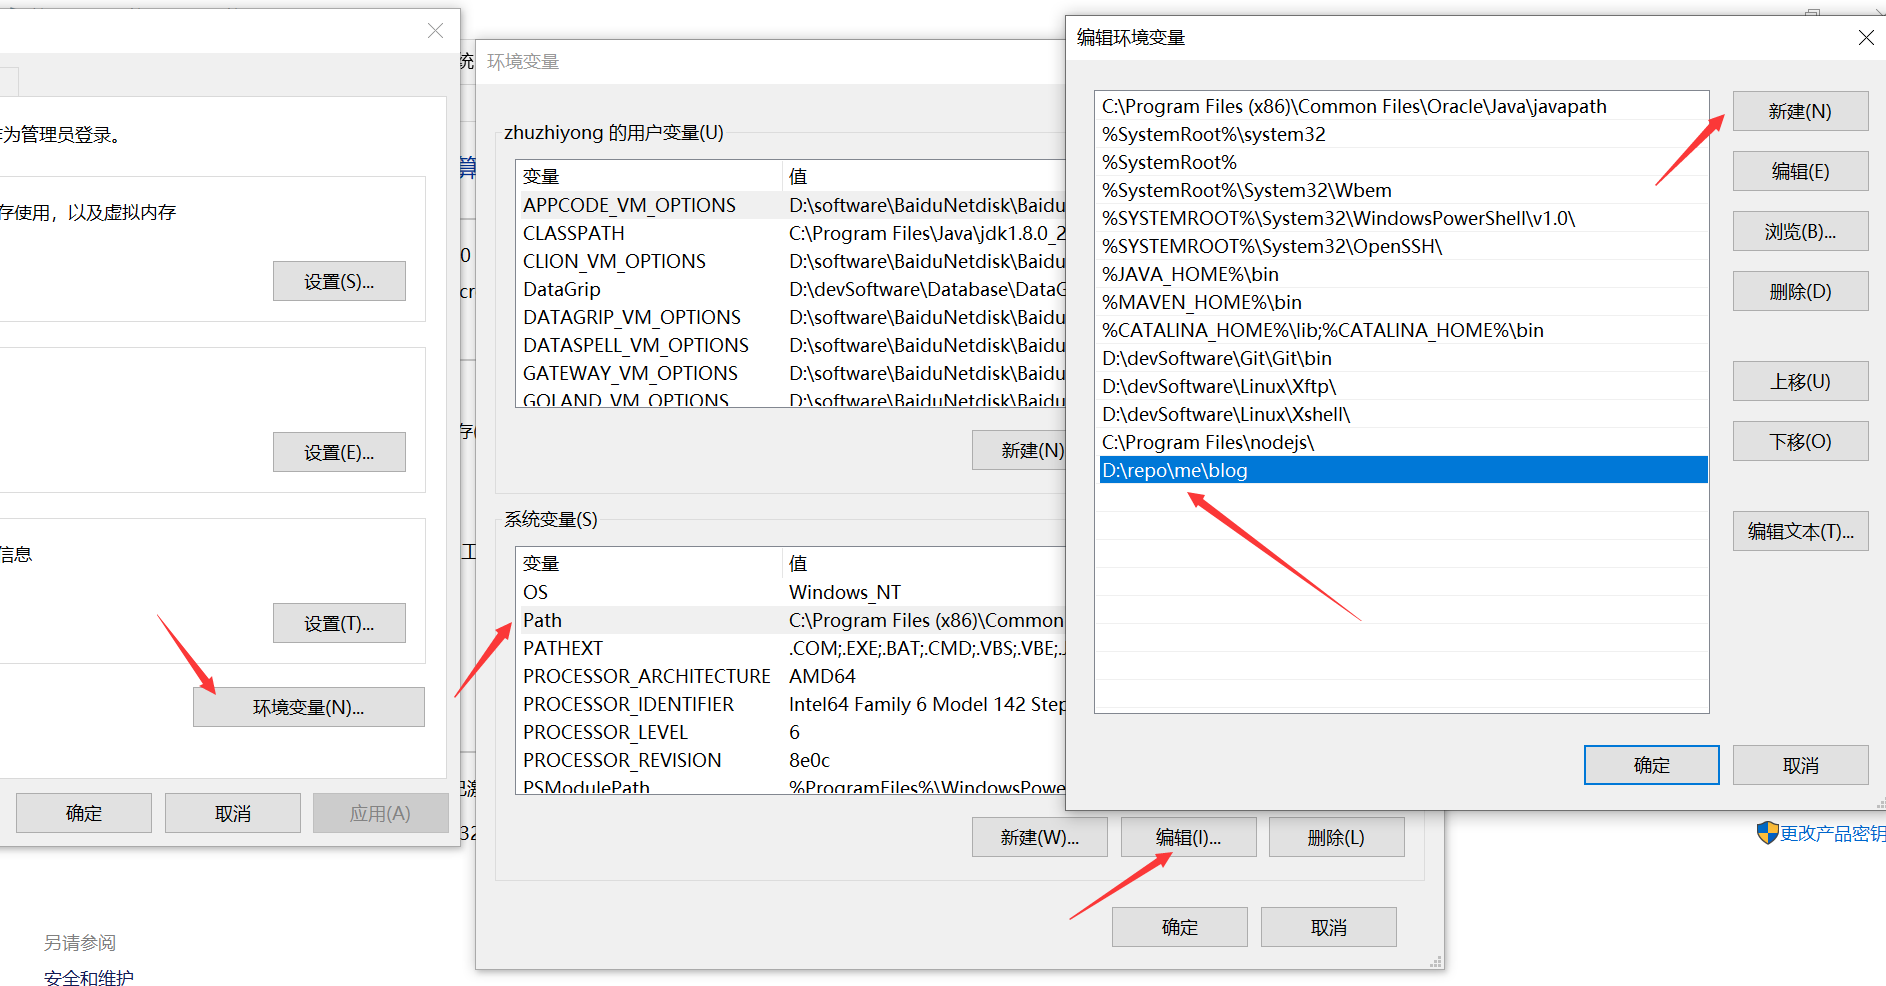 作为管理员登录。
存使用，以及虚拟内存
设置(S)...
设置(E)...
信息
设置(T)...
环境变量(N)...
确定
取消
应用(A)
另请参阅
安全和维护
统
算
0
cr
存(
工
32
环境变量
zhuzhiyong 的用户变量(U)
变量 值
APPCODE_VM_OPTIONS D:\software\BaiduNetdisk\Baidu
CLASSPATH C:\Program Files\Java\jdk1.8.0_2
CLION_VM_OPTIONS D:\software\BaiduNetdisk\Baidu
DataGrip D:\devSoftware\Database\DataG
DATAGRIP_VM_OPTIONS D:\software\BaiduNetdisk\Baidu
DATASPELL_VM_OPTIONS D:\software\BaiduNetdisk\Baidu
GATEWAY_VM_OPTIONS D:\software\BaiduNetdisk\Baidu
GOLAND_VM_OPTIONS D:\software\BaiduNetdisk\Baidu
新建(N)
系统变量(S)
变量 值
OS Windows_NT
Path C:\Program Files (x86)\Common
PATHEXT .COM;.EXE;.BAT;.CMD;.VBS;.VBE;.J
PROCESSOR_ARCHITECTURE AMD64
PROCESSOR_IDENTIFIER Intel64 Family 6 Model 142 Step
PROCESSOR_LEVEL 6
PROCESSOR_REVISION 8e0c
PSModulePath %ProgramFiles%\WindowsPowe
新建(W)...
编辑(I)...
删除(L)
确定
取消
编辑环境变量
C:\Program Files (x86)\Common Files\Oracle\Java\javapath
%SystemRoot%\system32
%SystemRoot%
%SystemRoot%\System32\Wbem
%SYSTEMROOT%\System32\WindowsPowerShell\v1.0\
%SYSTEMROOT%\System32\OpenSSH\
%JAVA_HOME%\bin
%MAVEN_HOME%\bin
%CATALINA_HOME%\lib;%CATALINA_HOME%\bin
D:\devSoftware\Git\Git\bin
D:\devSoftware\Linux\Xftp\
D:\devSoftware\Linux\Xshell\
C:\Program Files\nodejs\
D:\repo\me\blog
新建(N)
编辑(E)
浏览(B)...
删除(D)
上移(U)
下移(O)
编辑文本(T)...
确定
取消
更改产品密钥